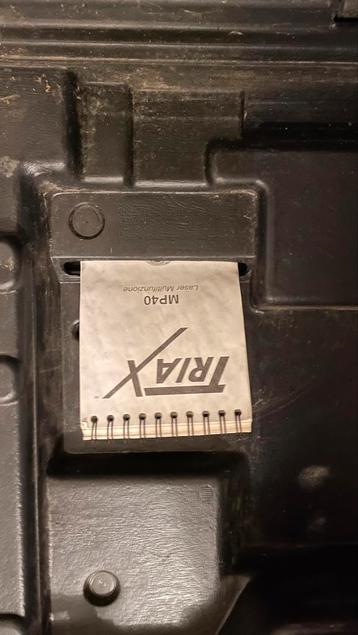 TRIAX
MP40
Laser Multifunzione